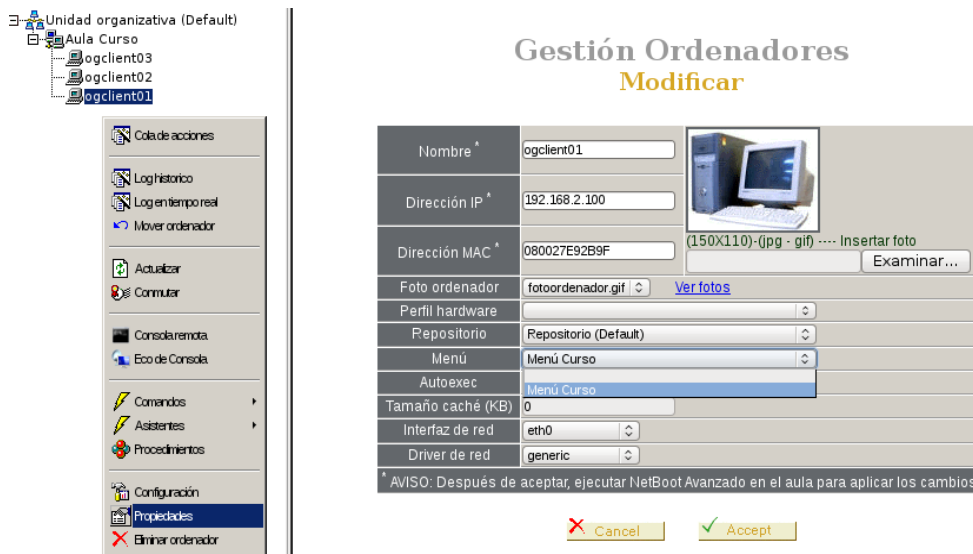 Unidad organizativa (Default)
Aula Curso
ogclient03
ogclient02
ogclient01
Cola de acciones
Log historico
Log en tiempo real
Mover ordenador
Actualizar
Conmutar
Consola remota
Eco de Consola
Comandos
Asistentes
Procedimientos
Configuración
Propiedades
Eliminar ordenador
Gestión Ordenadores
Modificar
Nombre * ogclient01
Dirección IP * 192.168.2.100
Dirección MAC * 080027E92B9F
(150X110)-(jpg - gif) ---- Insertar foto
Examinar...
Foto ordenador fotoordenador.gif Ver fotos
Perfil hardware
Repositorio Repositorio (Default)
Menú Menú Curso
Autoexec Menú Curso
Tamaño caché (KB) 0
Interfaz de red eth0
Driver de red generic
* AVISO: Después de aceptar, ejecutar NetBoot Avanzado en el aula para aplicar los cambios
Cancel Accept